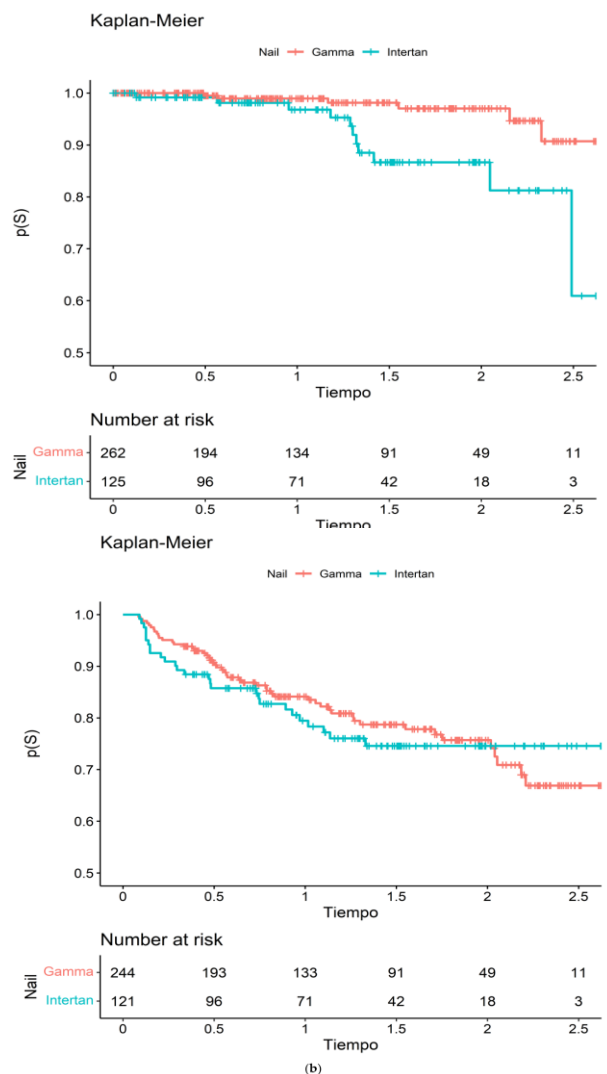 Kaplan-Meier
Nail Gamma Intertan
1.0
0.9
0.8
0.7
0.6
0.5
p(S)
0 0.5 1 1.5 2 2.5
Tiempo
Number at risk
Nail
Gamma 262 194 134 91 49 11
Intertan 125 96 71 42 18 3
0 0.5 1 1.5 2 2.5
Tiempo
Kaplan-Meier
Nail Gamma Intertan
1.0
0.9
0.8
0.7
0.6
0.5
p(S)
0 0.5 1 1.5 2 2.5
Tiempo
Number at risk
Nail
Gamma 244 193 133 91 49 11
Intertan 121 96 71 42 18 3
0 0.5 1 1.5 2 2.5
Tiempo
(b)